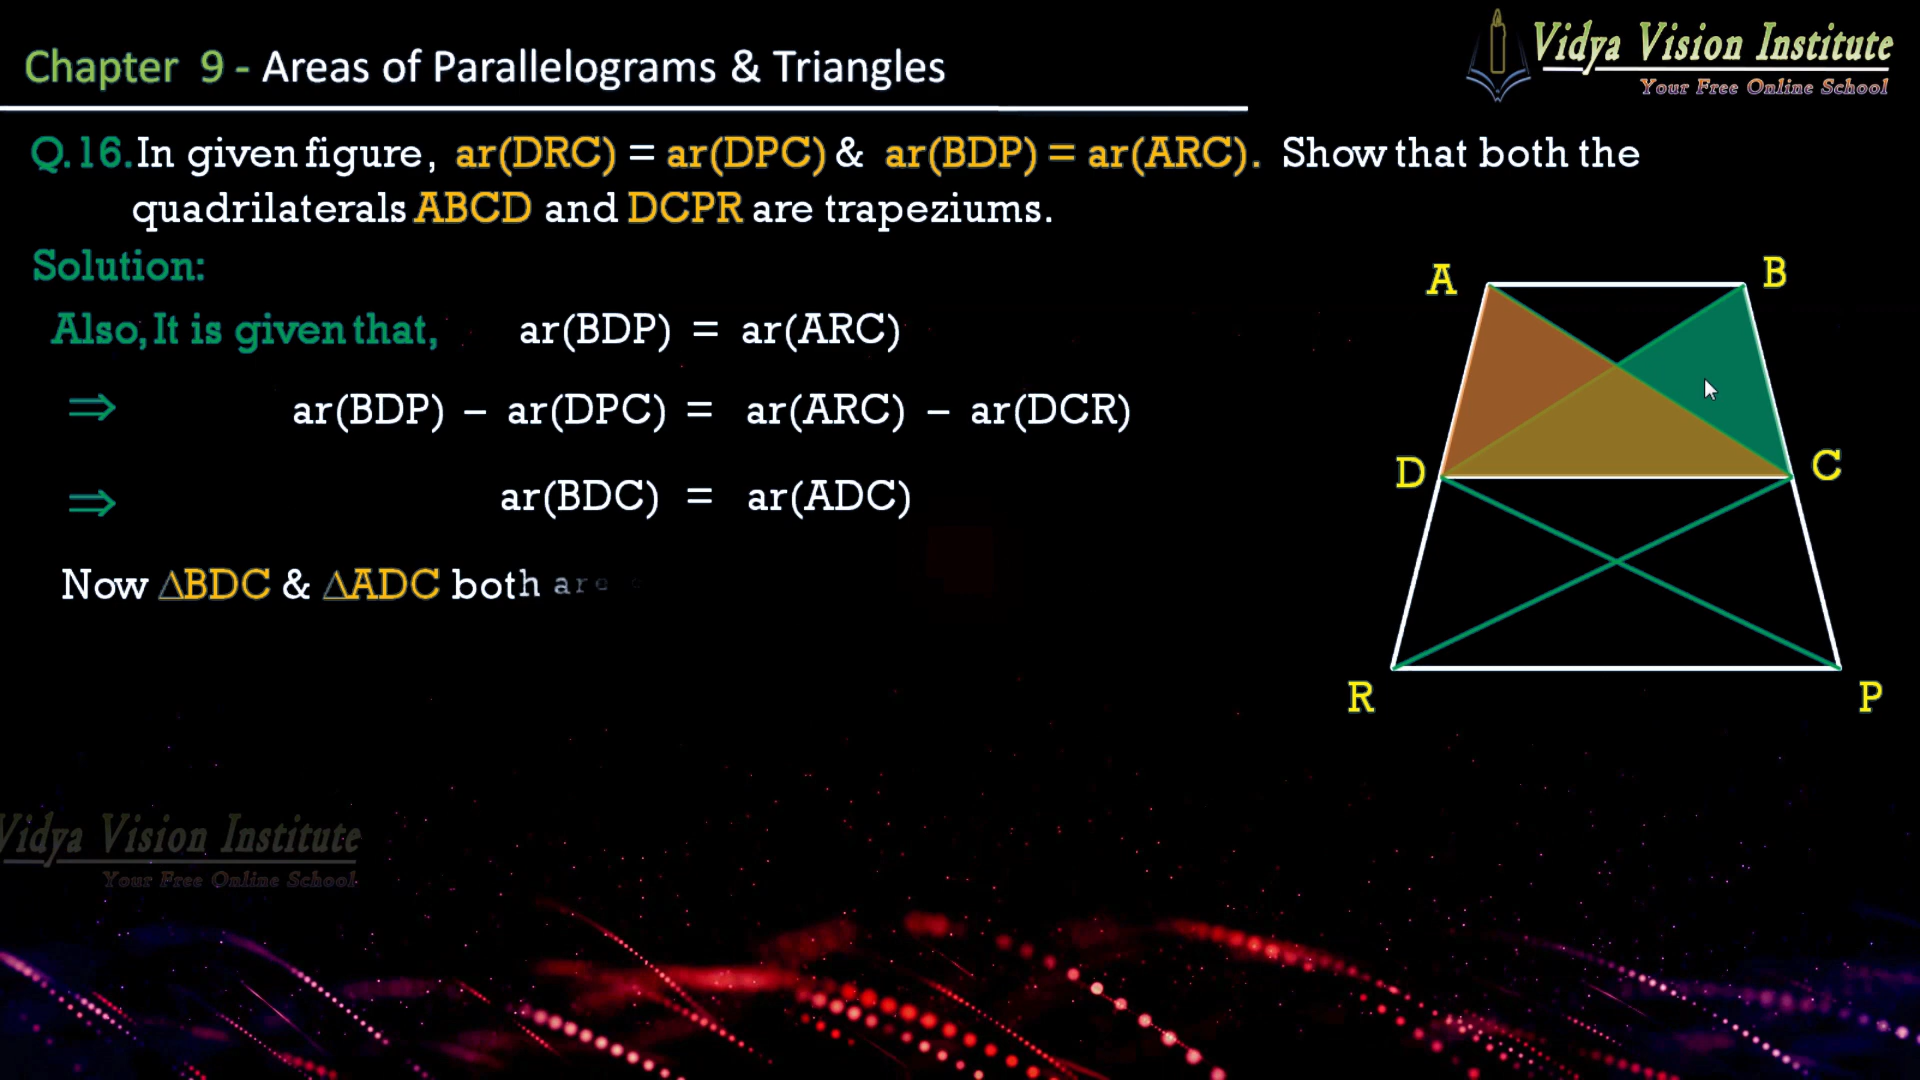 Chapter 9 - Areas of Parallelograms & Triangles
Vidya Vision Institute
Your Free Online School
Q.16. In given figure, ar(DRC) = ar(DPC) & ar(BDP) = ar(ARC). Show that both the
quadrilaterals ABCD and DCPR are trapeziums.
Solution:
Also, It is given that, ar(BDP) = ar(ARC)
⇒ ar(BDP) – ar(DPC) = ar(ARC) – ar(DCR)
⇒ ar(BDC) = ar(ADC)
Now ∆BDC & ∆ADC both are
A B
D C
R P
Vidya Vision Institute
Your Free Online School